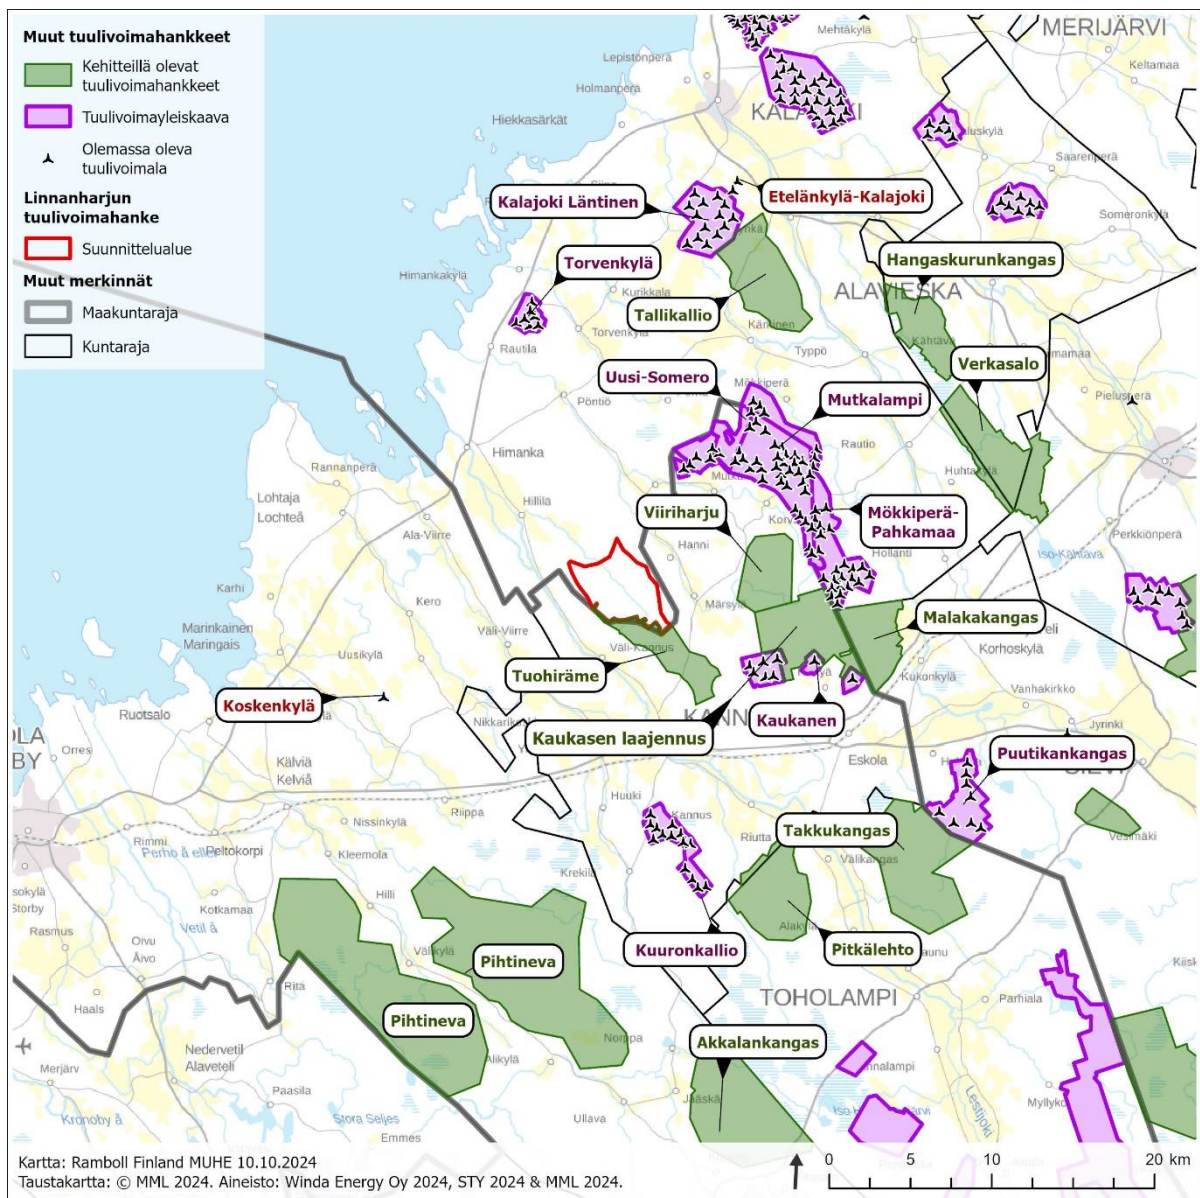 Muut tuulivoimahankkeet
Kehitteillä olevat
tuulivoimahankkeet
Tuulivoimayleiskaava
Olemassa oleva
tuulivoimala
Linnanharjun
tuulivoimahanke
Suunnittelualue
Muut merkinnät
Maakuntaraja
Kuntaraja
MERIJÄRVI
Mehtäkylä
Lepistönperä
Keltamaa
Holmanperä
Hiekkasärkät
Saarenperä
Kalajoki Läntinen
Etelänkylä-Kalajoki
Someronkylä
Torvenkylä
Hangaskurunkangas
Himankakylä
Kurikkala
Tallikallio
ALAVIESKA
Kärkinen
Torvenkylä
Rautila
Typpö
Kähtävä
Verkasalo
Uusi-Somero
Mökkiperä
Mutkalampi
Pöntiö
Himanka
Rautio
Rannanperä
Lohtaja
Lochteå
Hillilä
Viiriharju
Mökkiperä-
Pahkamaa
Perkkiönperä
Ala-Viirre
Hanni
Hollanti
Iso-Kähtävä
Karhi
Kero
Märsylä
Malakakangas
Marinkainen
Maringais
Väli-Viirre
Väli-Kannus
Korhoskylä
Uusikylä
Tuohiräme
Kukonkylä
Vanhakirkko
Koskenkylä
Ruotsalo
Kaukanen
Jyrinki
Kaukasen laajennus
Puutikankangas
Orres
Kälviä
Kelviå
Eskola
Huuki
Kannus
Riippa
Nissinkylä
Riutta
Takkukangas
Vesimäki
Rimmi
Perho å
Peltokorpi
Kleemola
Välikangas
Krekilä
Storby
Kotkamaa
Hilli
Rasmus
Vetil å
Oivu
Åivo
Välikylä
Kuuronkallio
Pitkälehto
Pihtineva
Rita
TOHOLAMPI
Parhiala
Haals
Pihtineva
Akkalankangas
Norppa
Nedervetil
Alaveteli
Alikylä
Merjärv
Paasila
Jääskä
Lestijoki
Kronoby å
Stora Seljes
Ullava
Emmes
Kartta: Ramboll Finland MUHE 10.10.2024
Taustakartta: © MML 2024. Aineisto: Winda Energy Oy 2024, STY 2024 & MML 2024.
0 5 10 20 km